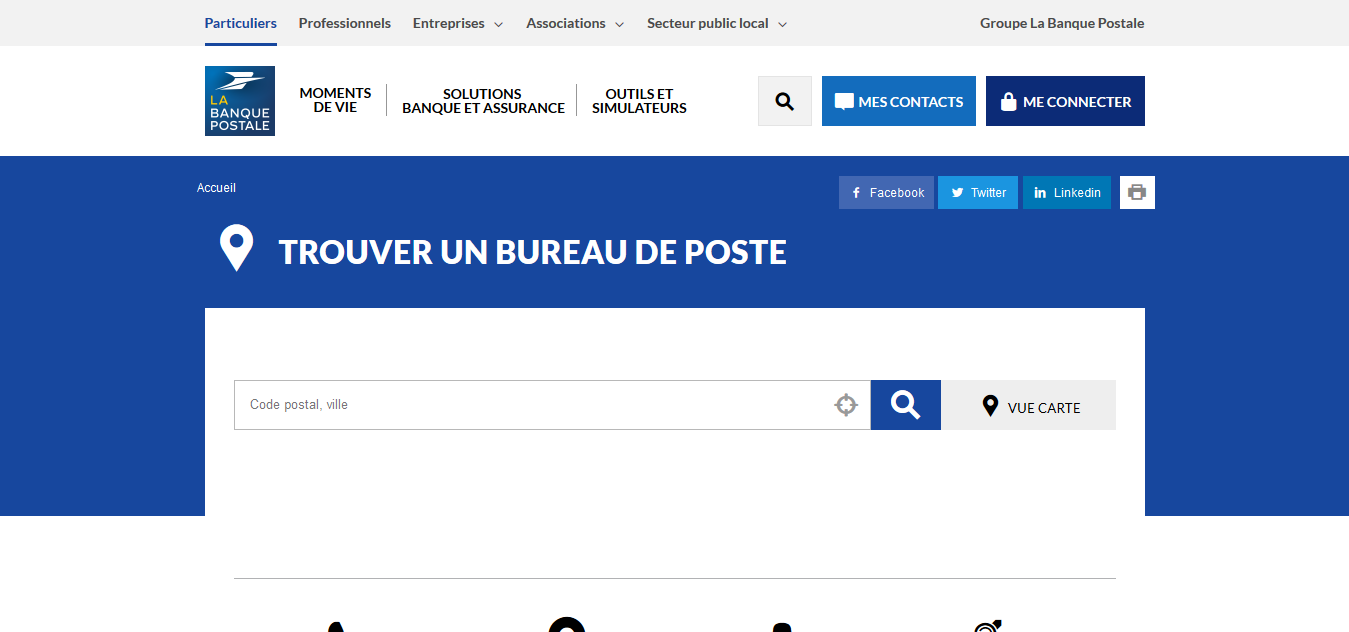 Particuliers Professionnels Entreprises Associations Secteur public local Groupe La Banque Postale
LA
BANQUE
POSTALE
MOMENTS
DE VIE
SOLUTIONS
BANQUE ET ASSURANCE
OUTILS ET
SIMULATEURS
MES CONTACTS
ME CONNECTER
Accueil
Facebook
Twitter
Linkedin
TROUVER UN BUREAU DE POSTE
Code postal, ville
VUE CARTE